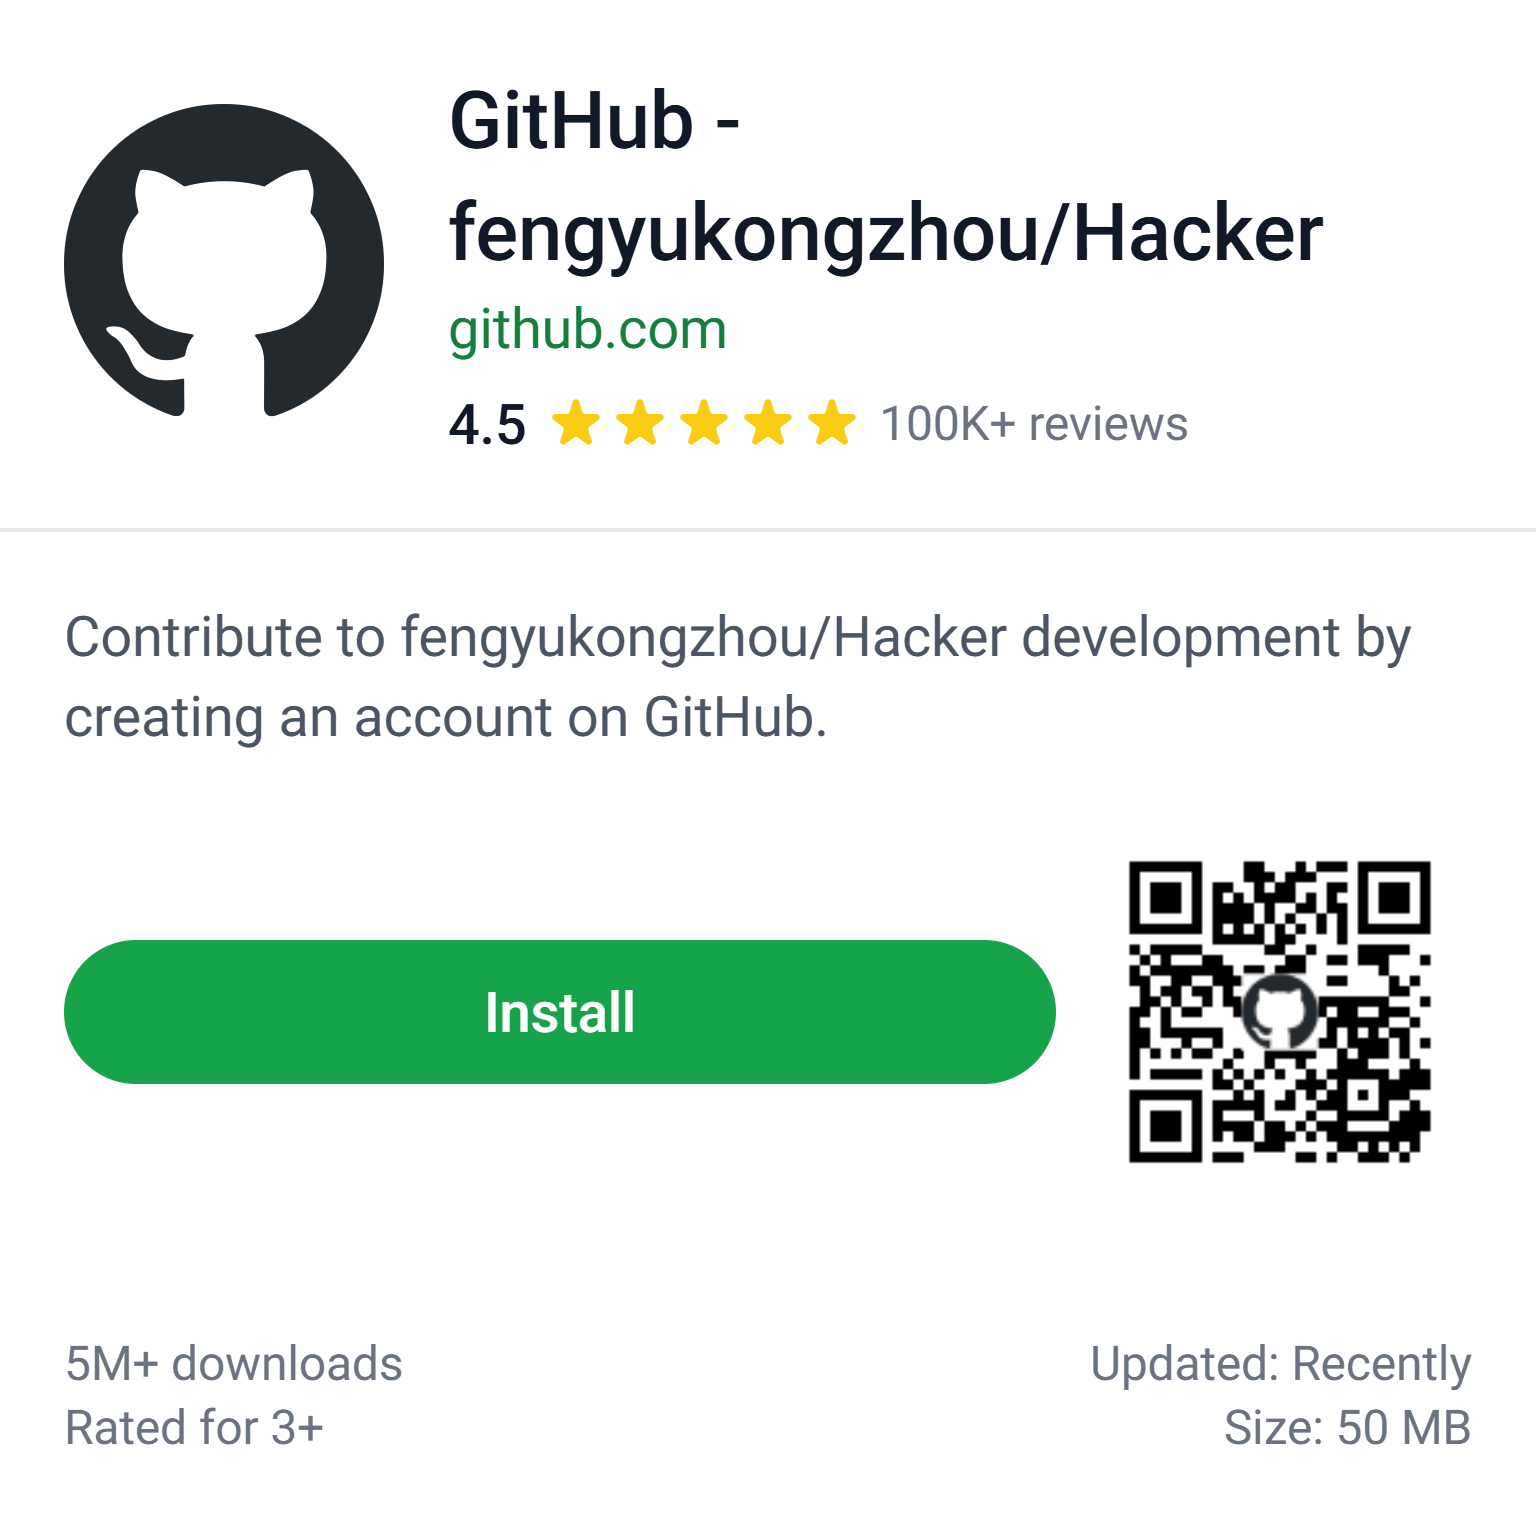 GitHub -
fengyukongzhou/Hacker
github.com
4.5 100K+ reviews
Contribute to fengyukongzhou/Hacker development by
creating an account on GitHub.
Install
5M+ downloads
Updated: Recently
Rated for 3+
Size: 50 MB